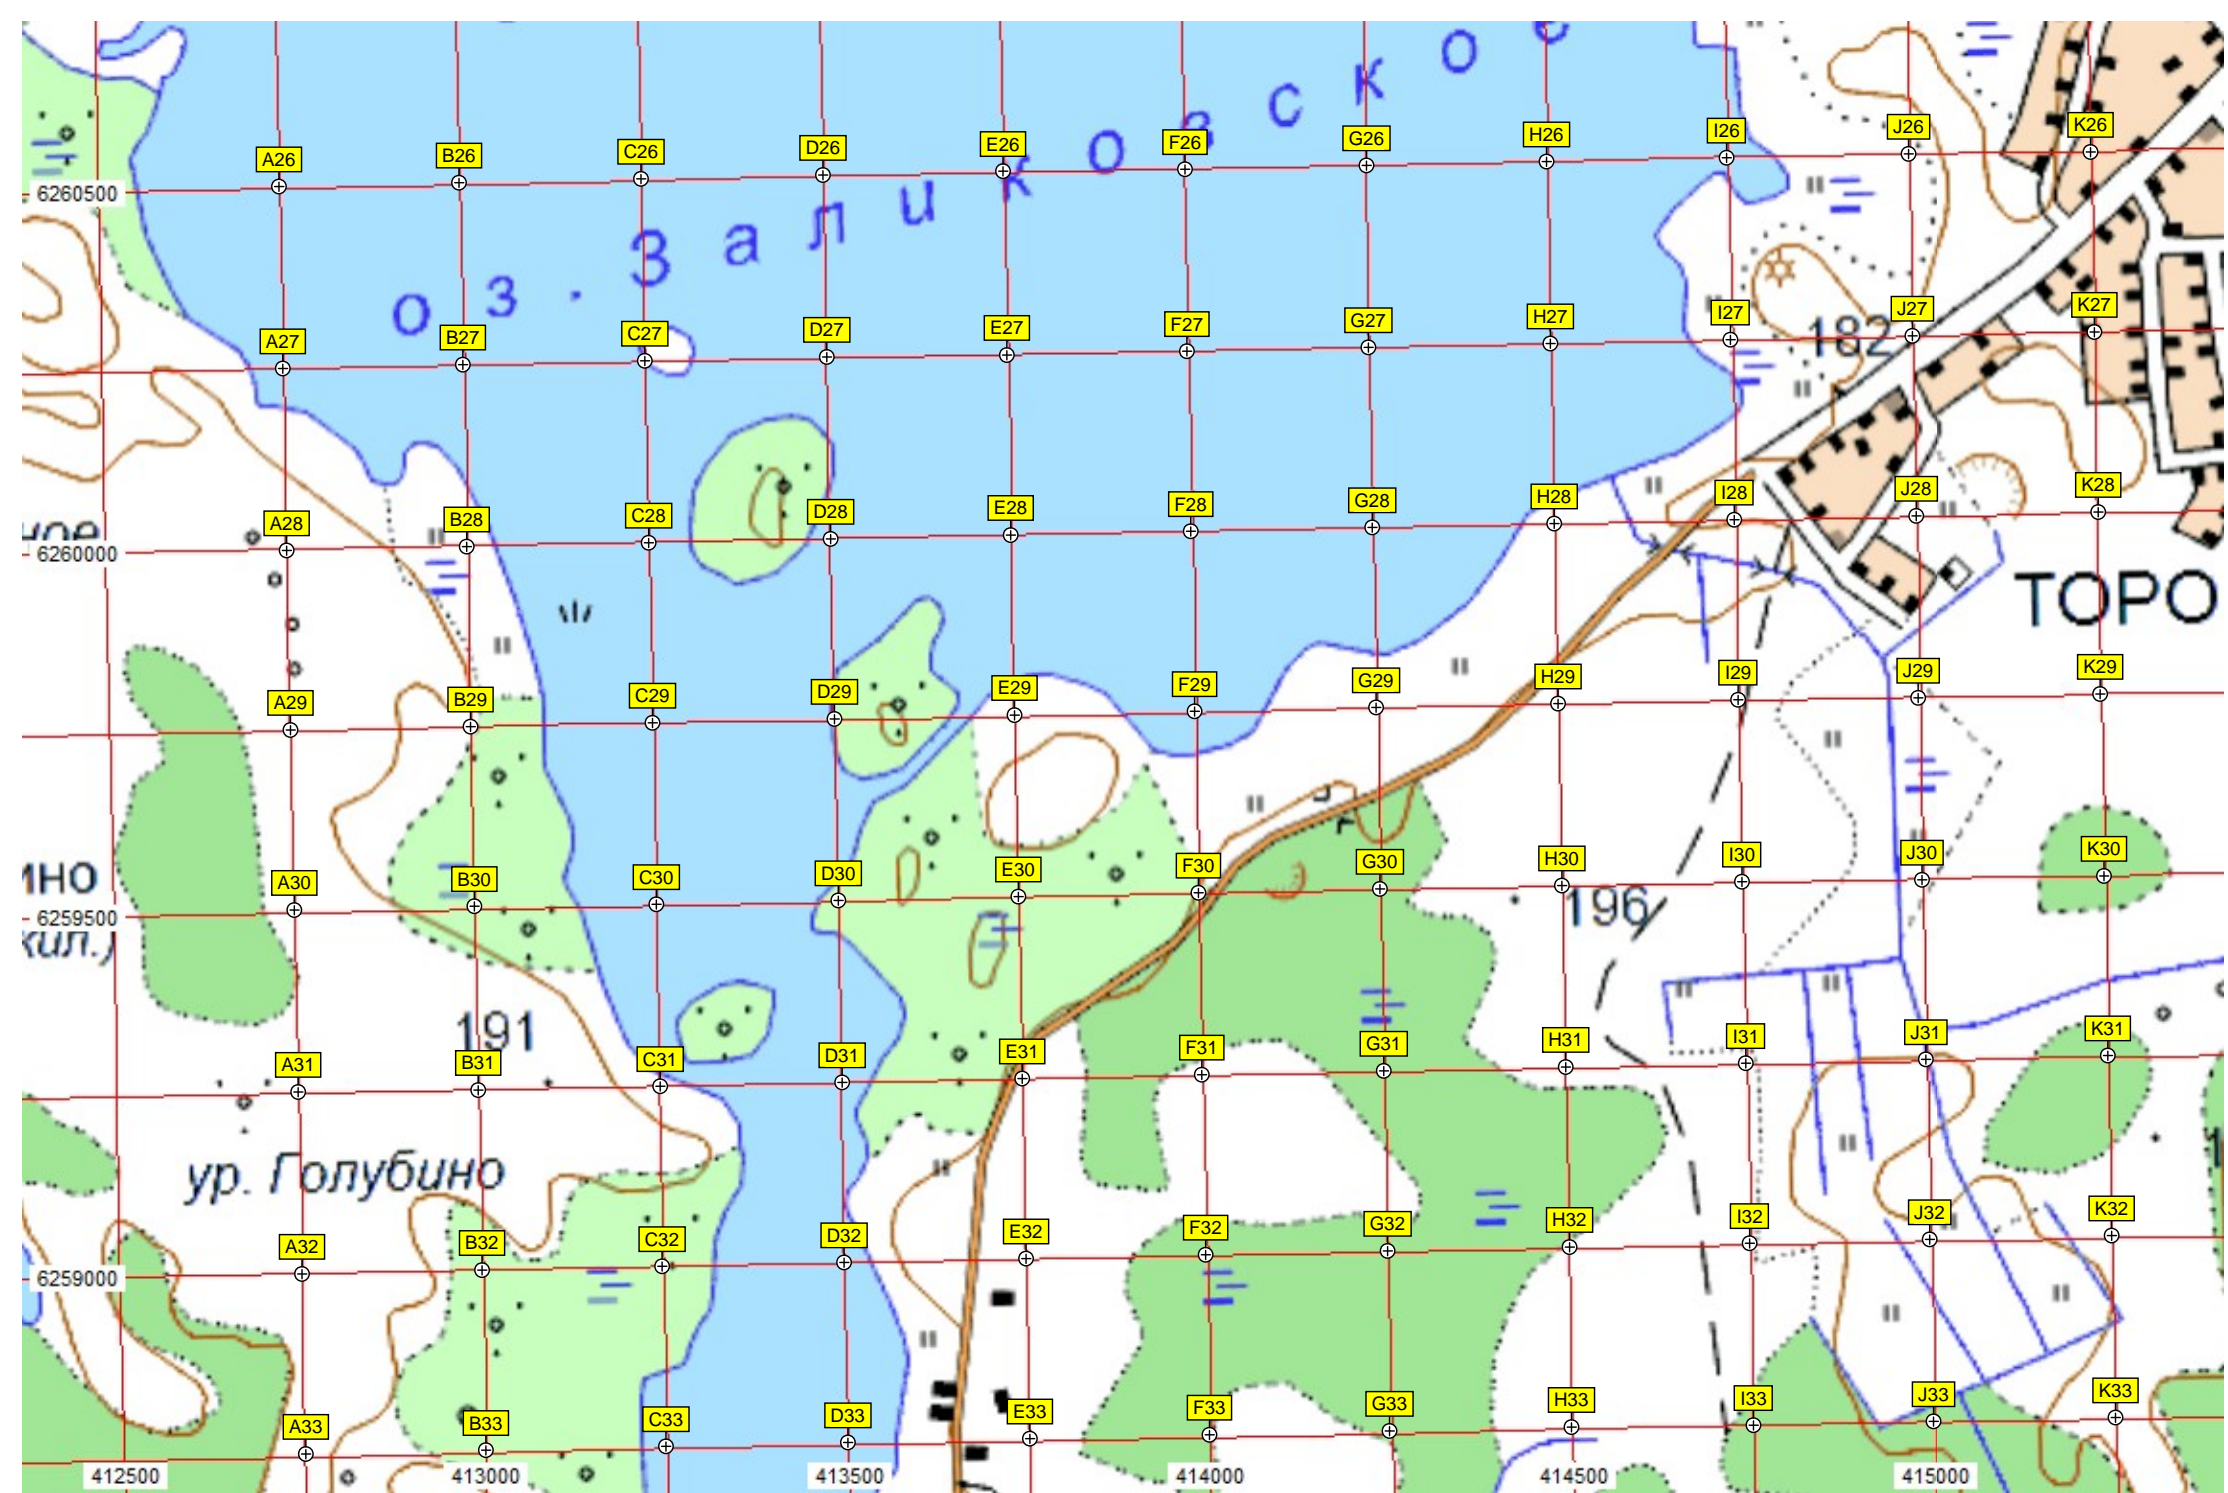 оз. Заликовское
A26 B26 C26 D26 E26 F26 G26 H26 I26 J26 K26
6260500
A27 B27 C27 D27 E27 F27 G27 H27 I27 J27 K27
182
A28 B28 C28 D28 E28 F28 G28 H28 I28 J28 K28
ное
6260000
ТОРО
A29 B29 C29 D29 E29 F29 G29 H29 I29 J29 K29
A30 B30 C30 D30 E30 F30 G30 H30 I30 J30 K30
ино
196
6259500
жил.)
191
A31 B31 C31 D31 E31 F31 G31 H31 I31 J31 K31
ур. Голубино
A32 B32 C32 D32 E32 F32 G32 H32 I32 J32 K32
6259000
A33 B33 C33 D33 E33 F33 G33 H33 I33 J33 K33
412500 413000 413500 414000 414500 415000